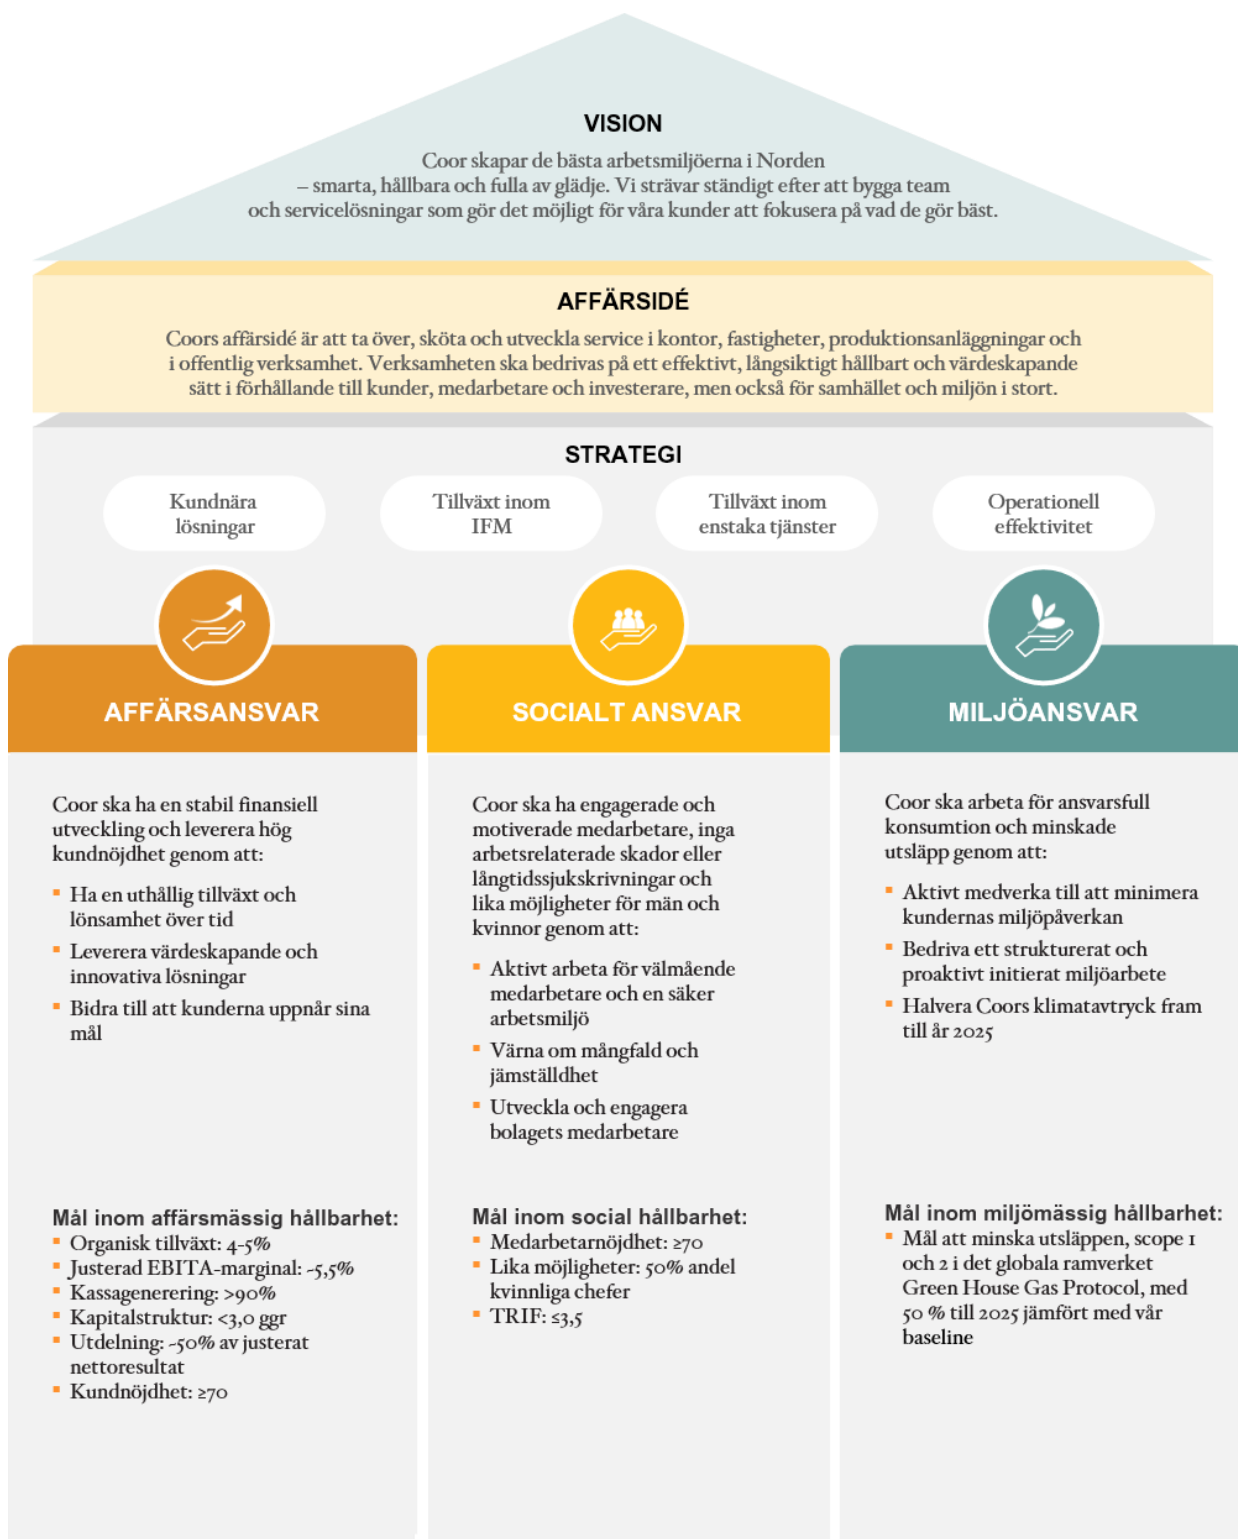 VISION
Coor skapar de bästa arbetsmiljöerna i Norden
– smarta, hållbara och fulla av glädje. Vi strävar ständigt efter att bygga team
och servicelösningar som gör det möjligt för våra kunder att fokusera på vad de gör bäst.
AFFÄRSIDÉ
Coors affärsidé är att ta över, sköta och utveckla service i kontor, fastigheter, produktionsanläggningar och
i offentlig verksamhet. Verksamheten ska bedrivas på ett effektivt, långsiktigt hållbart och värdeskapande
sätt i förhållande till kunder, medarbetare och investerare, men också för samhället och miljön i stort.
STRATEGI
Kundnära
lösningar
Tillväxt inom
IFM
Tillväxt inom
enstaka tjänster
Operationell
effektivitet
AFFÄRSANSVAR
Coor ska ha en stabil finansiell
utveckling och leverera hög
kundnöjdhet genom att:
▪ Ha en uthållig tillväxt och
lönsamhet över tid
▪ Leverera värdeskapande och
innovativa lösningar
▪ Bidra till att kunderna uppnår sina
mål
Mål inom affärsmässig hållbarhet:
▪ Organisk tillväxt: 4-5%
▪ Justerad EBITA-marginal: ~5,5%
▪ Kassagenerering: >90%
▪ Kapitalstruktur: <3,0 ggr
▪ Utdelning: ~50% av justerat
nettoresultat
▪ Kundnöjdhet: ≥70
SOCIALT ANSVAR
Coor ska ha engagerade och
motiverade medarbetare, inga
arbetsrelaterade skador eller
långtidssjukskrivningar och
lika möjligheter för män och
kvinnor genom att:
▪ Aktivt arbeta för välmående
medarbetare och en säker
arbetsmiljö
▪ Värna om mångfald och
jämställdhet
▪ Utveckla och engagera
bolagets medarbetare
Mål inom social hållbarhet:
▪ Medarbetarnöjdhet: ≥70
▪ Lika möjligheter: 50% andel
kvinnliga chefer
▪ TRIF: ≤3,5
MILJÖANSVAR
Coor ska arbeta för ansvarsfull
konsumtion och minskade
utsläpp genom att:
▪ Aktivt medverka till att minimera
kundernas miljöpåverkan
▪ Bedriva ett strukturerat och
proaktivt initierat miljöarbete
▪ Halvera Coors klimatavtryck fram
till år 2025
Mål inom miljömässig hållbarhet:
▪ Mål att minska utsläppen, scope 1
och 2 i det globala ramverket
Green House Gas Protocol, med
50 % till 2025 jämfört med vår
baseline